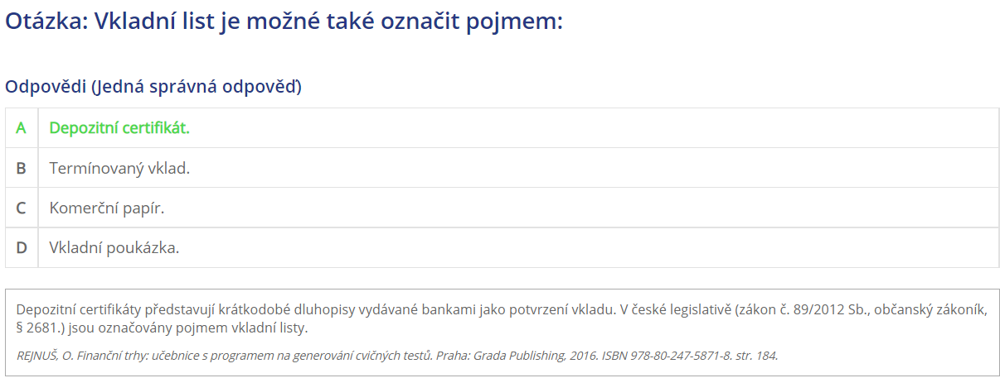 Otázka: Vkladní list je možné také označit pojmem:
Odpovědi (Jedná správná odpověď)
A Depozitní certifikát.
B Termínovaný vklad.
C Komerční papír.
D Vkladní poukázka.
Depozitní certifikáty představují krátkodobé dluhopisy vydávané bankami jako potvrzení vkladu. V české legislativě (zákon č. 89/2012 Sb., občanský zákoník,
§ 2681.) jsou označovány pojmem vkladní listy.
REJNUŠ, O. Finanční trhy: učebnice s programem na generování cvičných testů. Praha: Grada Publishing, 2016. ISBN 978-80-247-5871-8. str. 184.